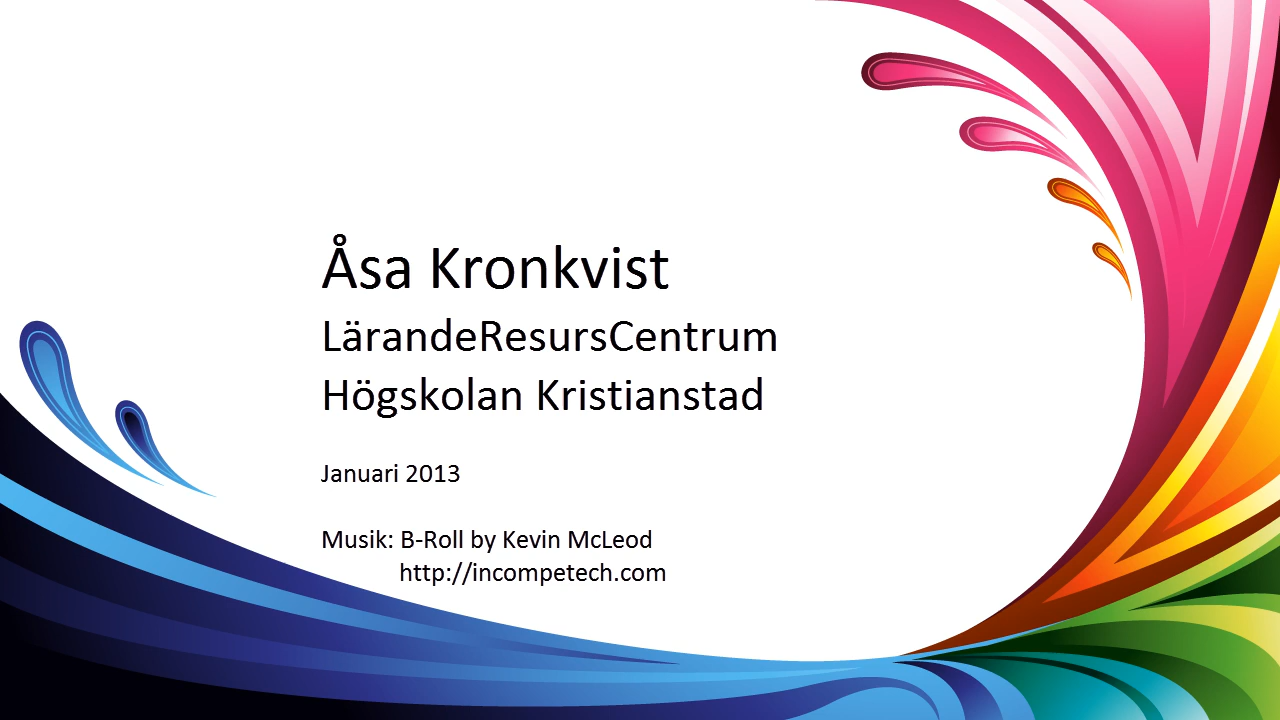 Åsa Kronkvist
LärandeResursCentrum
Högskolan Kristianstad
Januari 2013
Musik: B-Roll by Kevin McLeod
http://incompetech.com